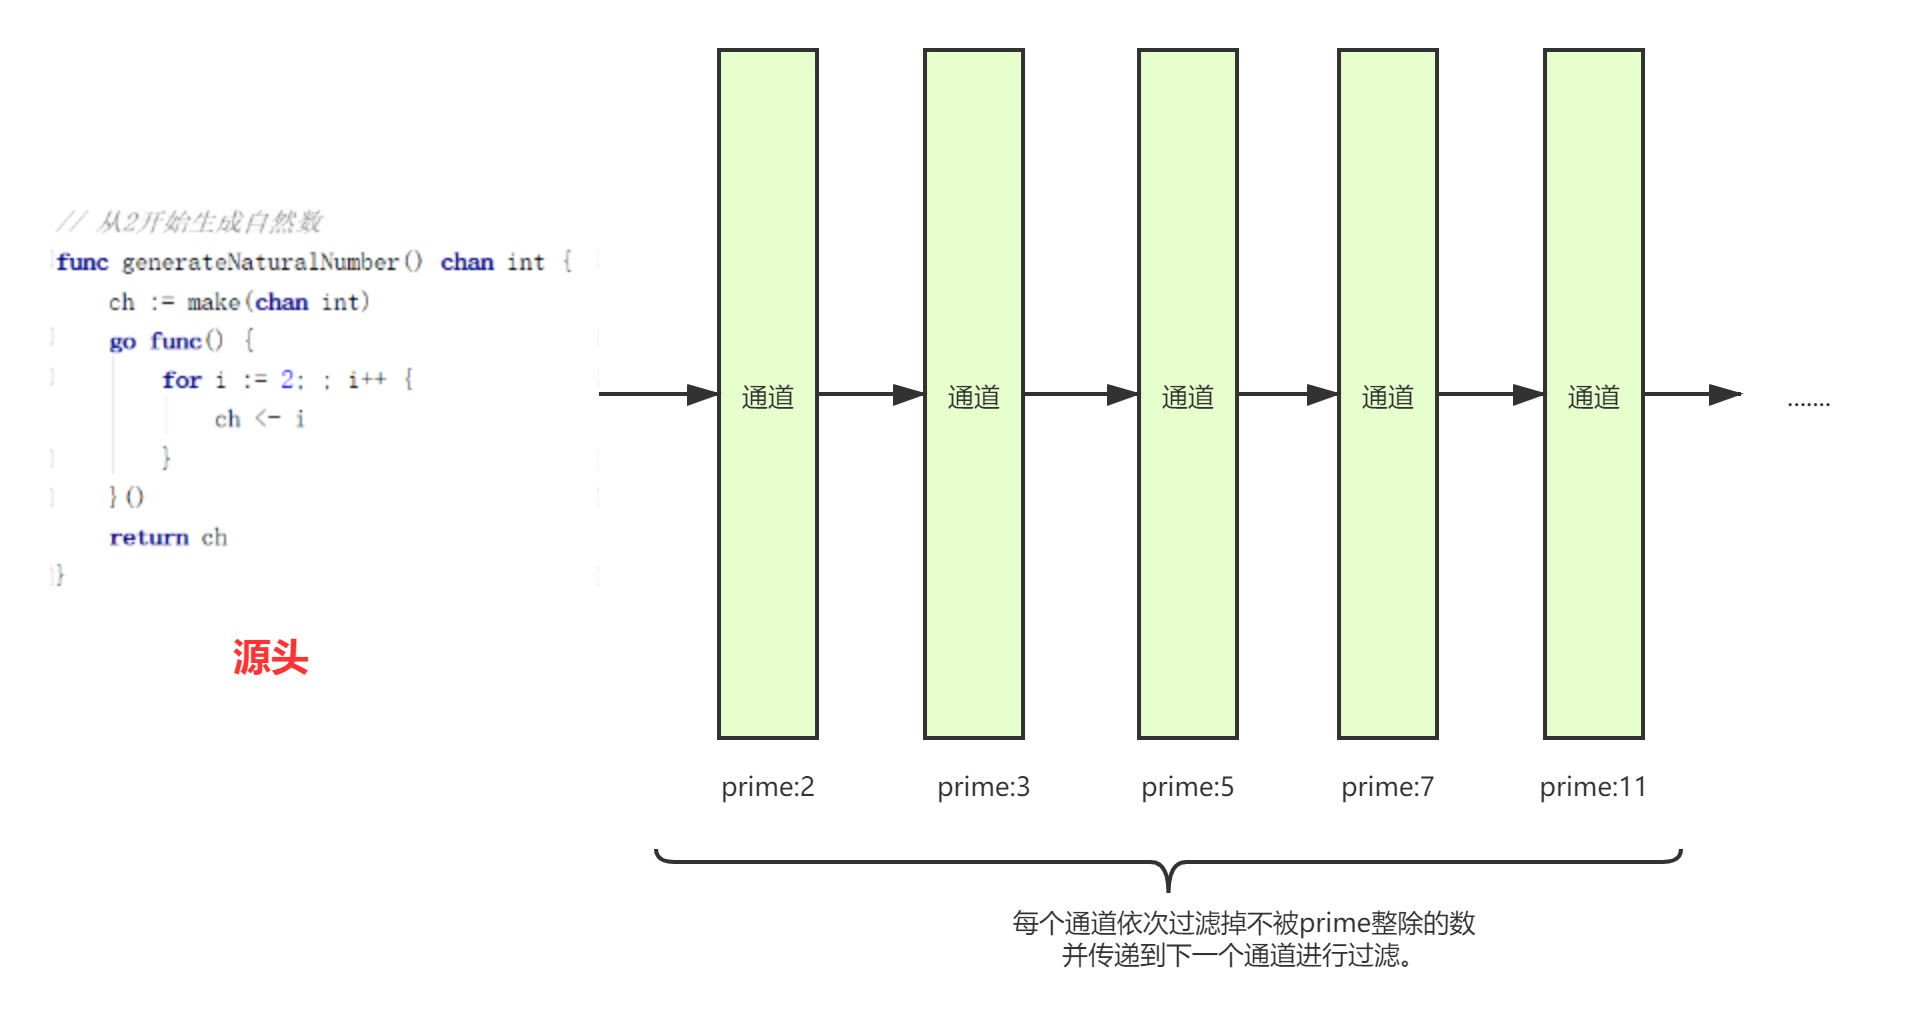 // 从2开始生成自然数
func generateNaturalNumber() chan int {
    ch := make(chan int)
    go func() {
        for i := 2; ; i++ {
            ch <- i
        }
    }()
    return ch
}
源头
通道 通道 通道 通道 通道 .......
prime:2 prime:3 prime:5 prime:7 prime:11
每个通道依次过滤掉不被prime整除的数
并传递到下一个通道进行过滤。